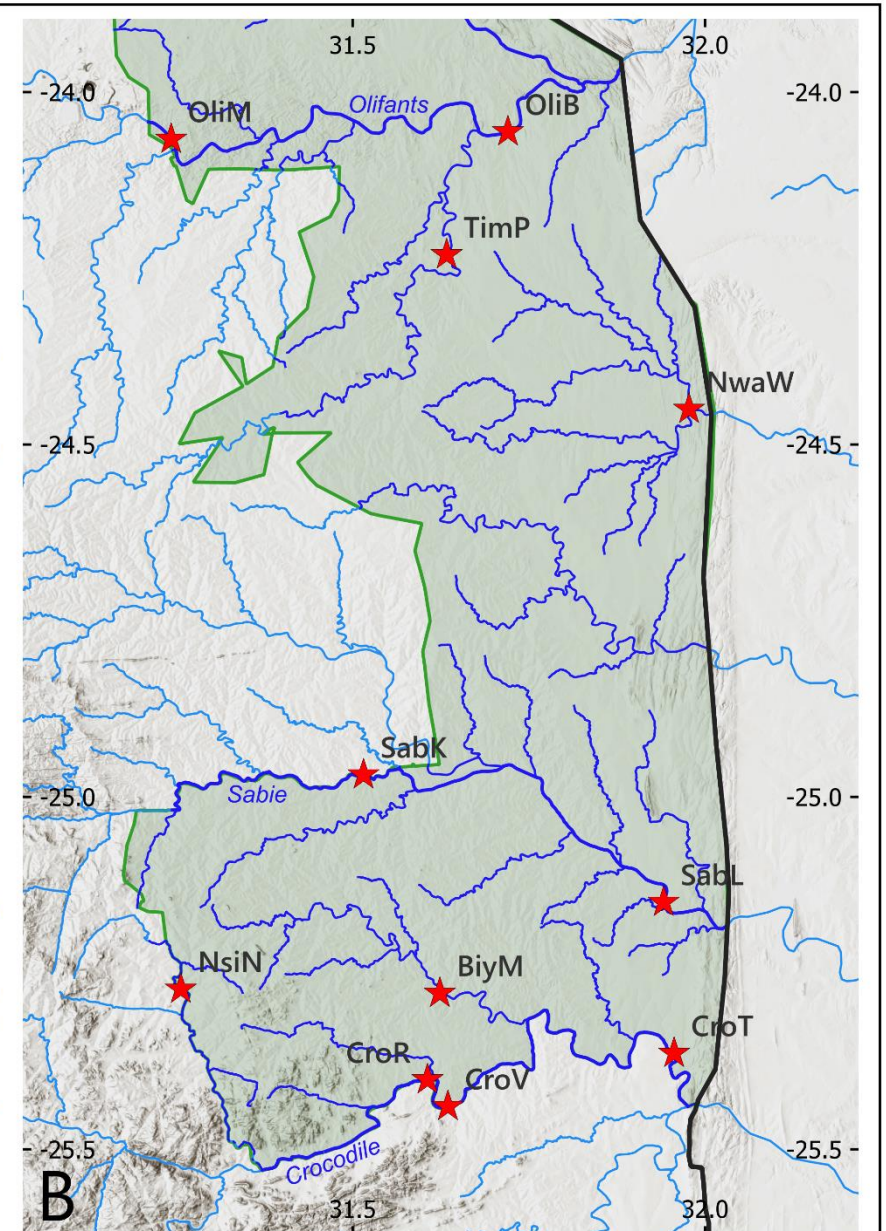 31.5 32.0
-24.0 -24.0
OliM Olifants OliB
TimP
NwaW
-24.5
SabK
-25.0 -25.0
Sabie
SabL
NsiN BiyM
CroT
CroR
CroV
-25.5 -25.5
Crocodile
B 31.5 32.0
-24.5